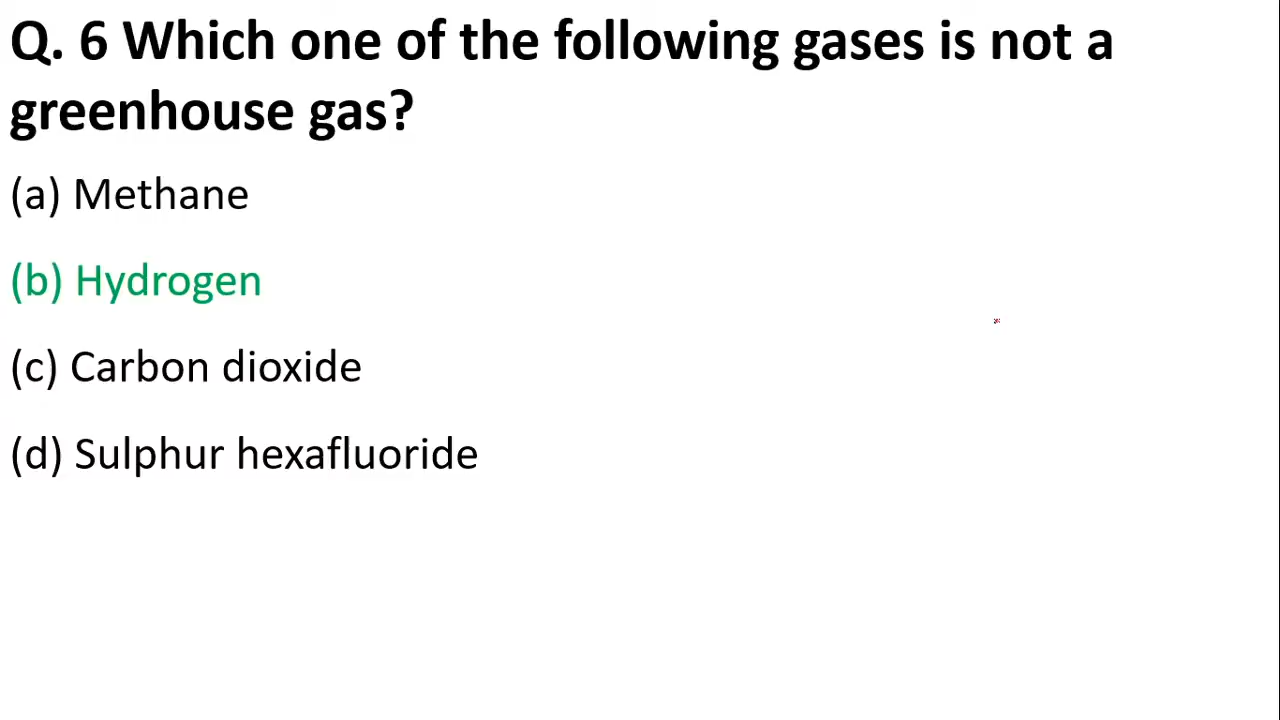 Q. 6 Which one of the following gases is not a
greenhouse gas?
(a) Methane
(b) Hydrogen
(c) Carbon dioxide
(d) Sulphur hexafluoride